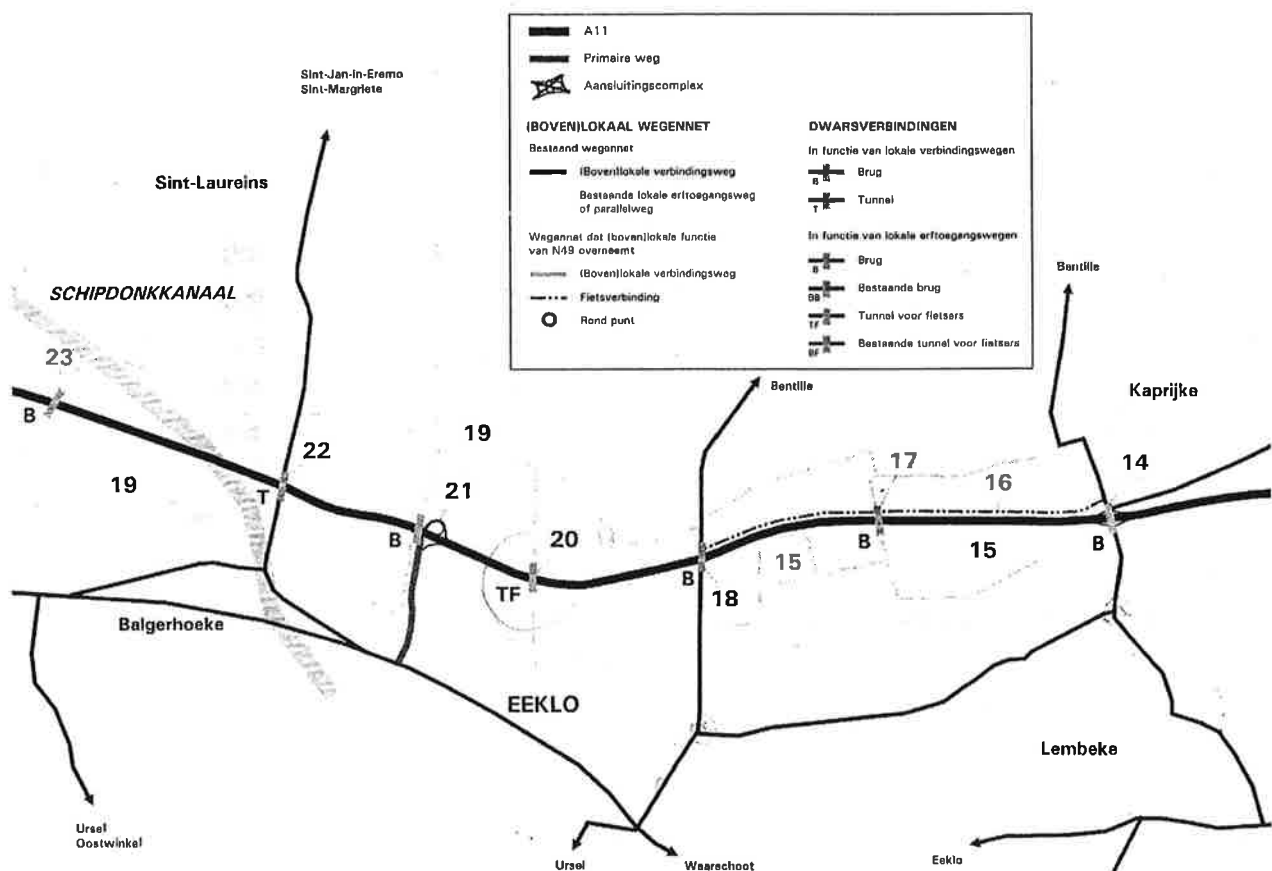 A11
Primaire weg
Aansluitingscomplex
(BOVEN)LOKAAL WEGENNET
Bestaand wegennet
(Boven)lokale verbindingsweg
Bestaande lokale erftoegangsweg
of parallelweg
Wegennet dat (boven)lokale functie
van N49 overneemt
(Boven)lokale verbindingsweg
Fietsverbinding
Rond punt
DWARSVERBINDINGEN
In functie van lokale verbindingswegen
B
Brug
T
Tunnel
In functie van lokale erftoegangswegen
B
Brug
BB
Bestaande brug
TF
Tunnel voor fietsers
BF
Bestaande tunnel voor fietsers
Sint-Jan-in-Eremo
Sint-Margriete
Sint-Laureins
SCHIPDONKKANAAL
23
B
19
22
T
19
21
B
20
TF
Bentille
B
18
15
17
B
16
15
Bentille
Kaprijke
14
B
Balgerhoeke
EEKLO
Lembeke
Ursel
Oostwinkel
Ursel
Waarschoot
Eeklo